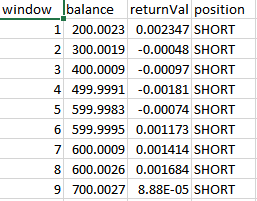 window balance returnVal position
1 200.0023 0.002347 SHORT
2 300.0019 -0.00048 SHORT
3 400.0009 -0.00097 SHORT
4 499.9991 -0.00181 SHORT
5 599.9983 -0.00074 SHORT
6 599.9995 0.001173 SHORT
7 600.0009 0.001414 SHORT
8 600.0026 0.001684 SHORT
9 700.0027 8.88E-05 SHORT